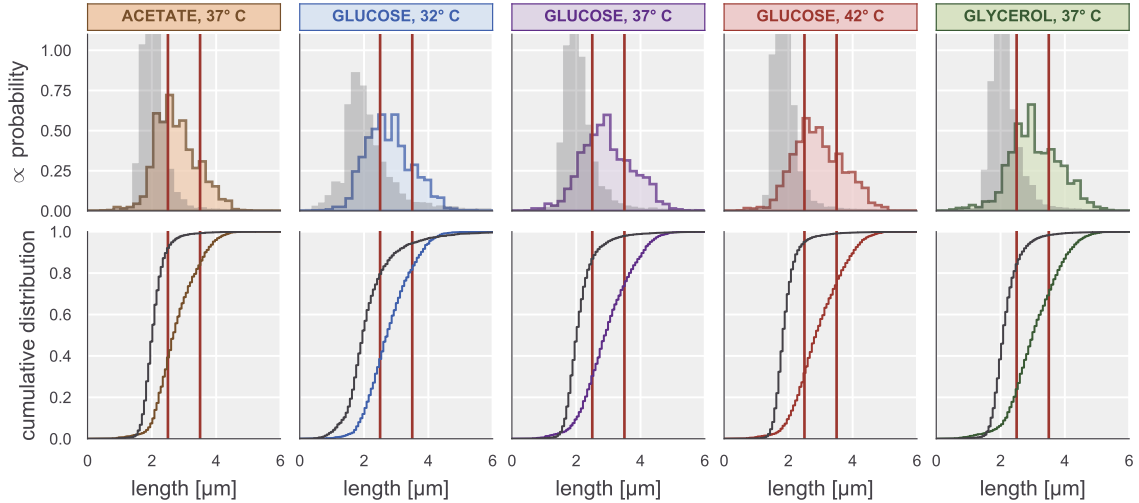 ACETATE, 37° C GLUCOSE, 32° C GLUCOSE, 37° C GLUCOSE, 42° C GLYCEROL, 37° C
∝ probability
1.00
0.75
0.50
0.25
0.00
cumulative distribution
1.0
0.8
0.6
0.4
0.2
0.0
0 2 4 6 0 2 4 6 0 2 4 6 0 2 4 6 0 2 4 6
length [µm] length [µm] length [µm] length [µm] length [µm]